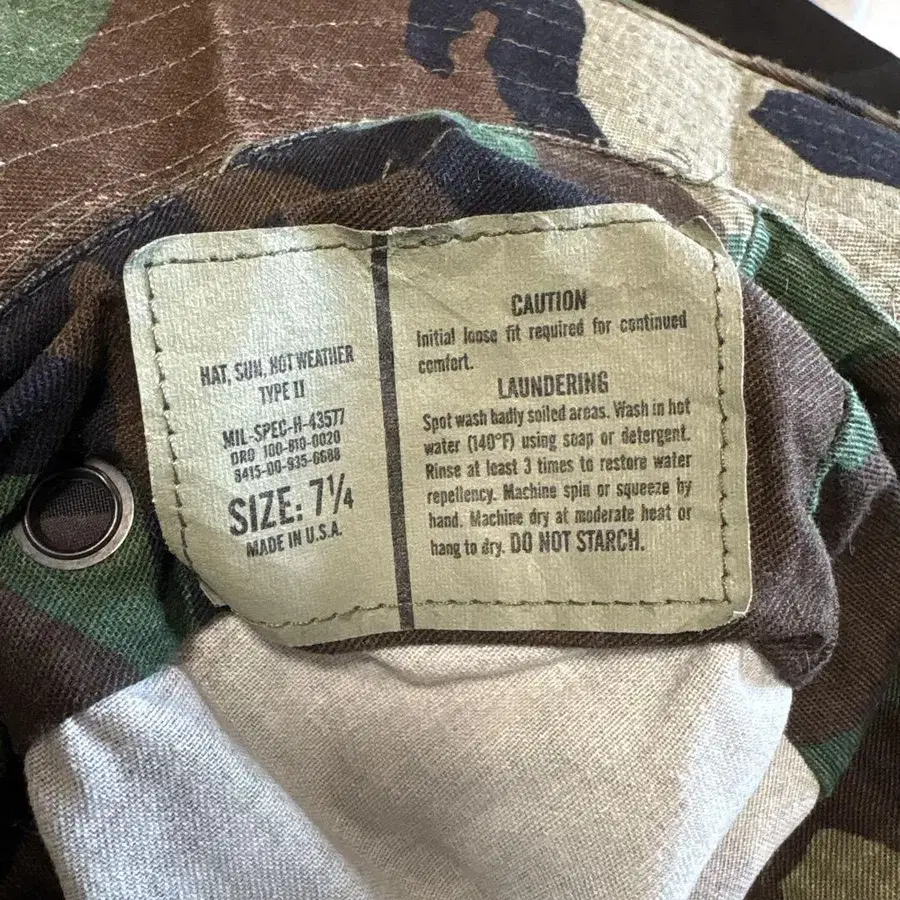 HAT, SUN, HOT WEATHER
TYPE II
MIL-SPEC-H-43577
DRO 100-810-0020
8415-00-935-6688
SIZE: 7¼
MADE IN U.S.A.
CAUTION
Initial loose fit required for continued
comfort.
LAUNDERING
Spot wash badly soiled areas. Wash in hot
water (140°F) using soap or detergent.
Rinse at least 3 times to restore water
repellency. Machine spin or squeeze by
hand. Machine dry at moderate heat or
hang to dry. DO NOT STARCH.